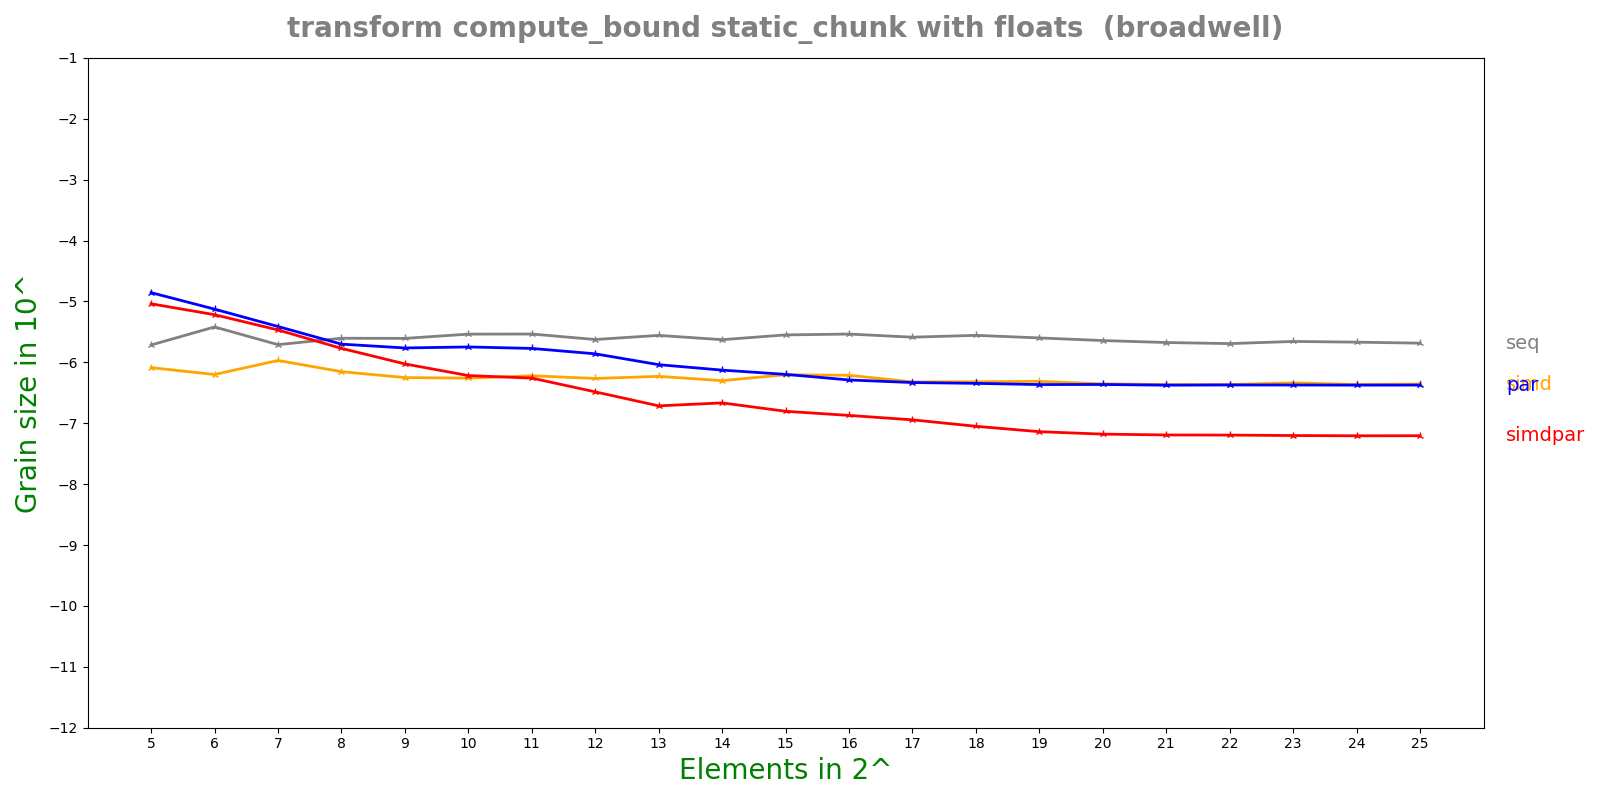 transform compute_bound static_chunk with floats  (broadwell)
Grain size in 10^
−1
−2
−3
−4
−5
−6
−7
−8
−9
−10
−11
−12
seq
simd
par
simdpar
5 6 7 8 9 10 11 12 13 14 15 16 17 18 19 20 21 22 23 24 25
Elements in 2^